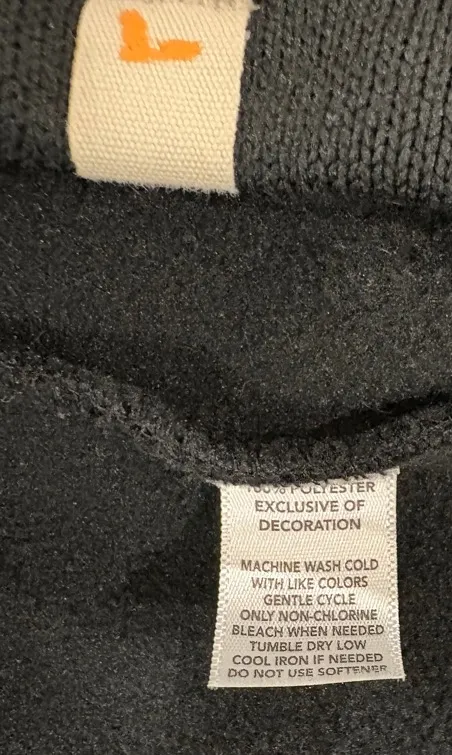 L
100% POLYESTER
EXCLUSIVE OF
DECORATION
MACHINE WASH COLD
WITH LIKE COLORS
GENTLE CYCLE
ONLY NON-CHLORINE
BLEACH WHEN NEEDED
TUMBLE DRY LOW
COOL IRON IF NEEDED
DO NOT USE SOFTENER